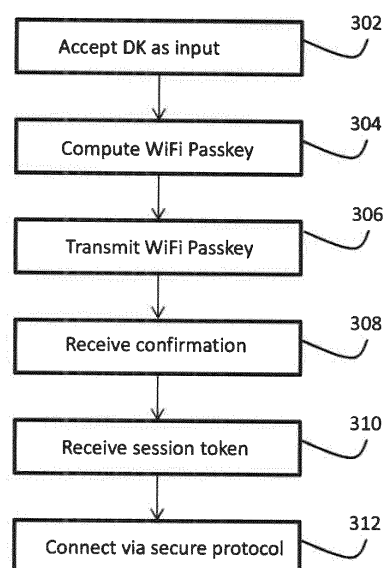 302
Accept DK as input
304
Compute WiFi Passkey
306
Transmit WiFi Passkey
308
Receive confirmation
310
Receive session token
312
Connect via secure protocol